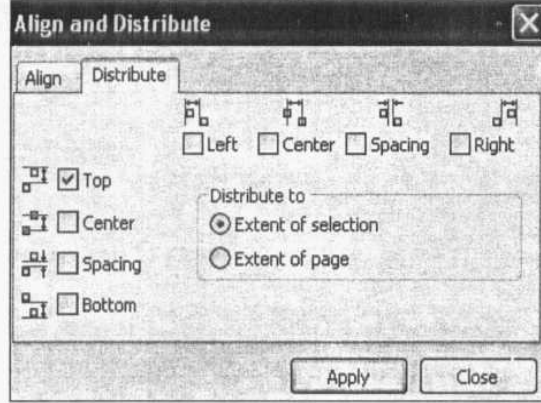 Align and Distribute
Align Distribute
Left Center Spacing Right
Top
Distribute to
Center
Extent of selection
Spacing
Extent of page
Bottom
Apply Close